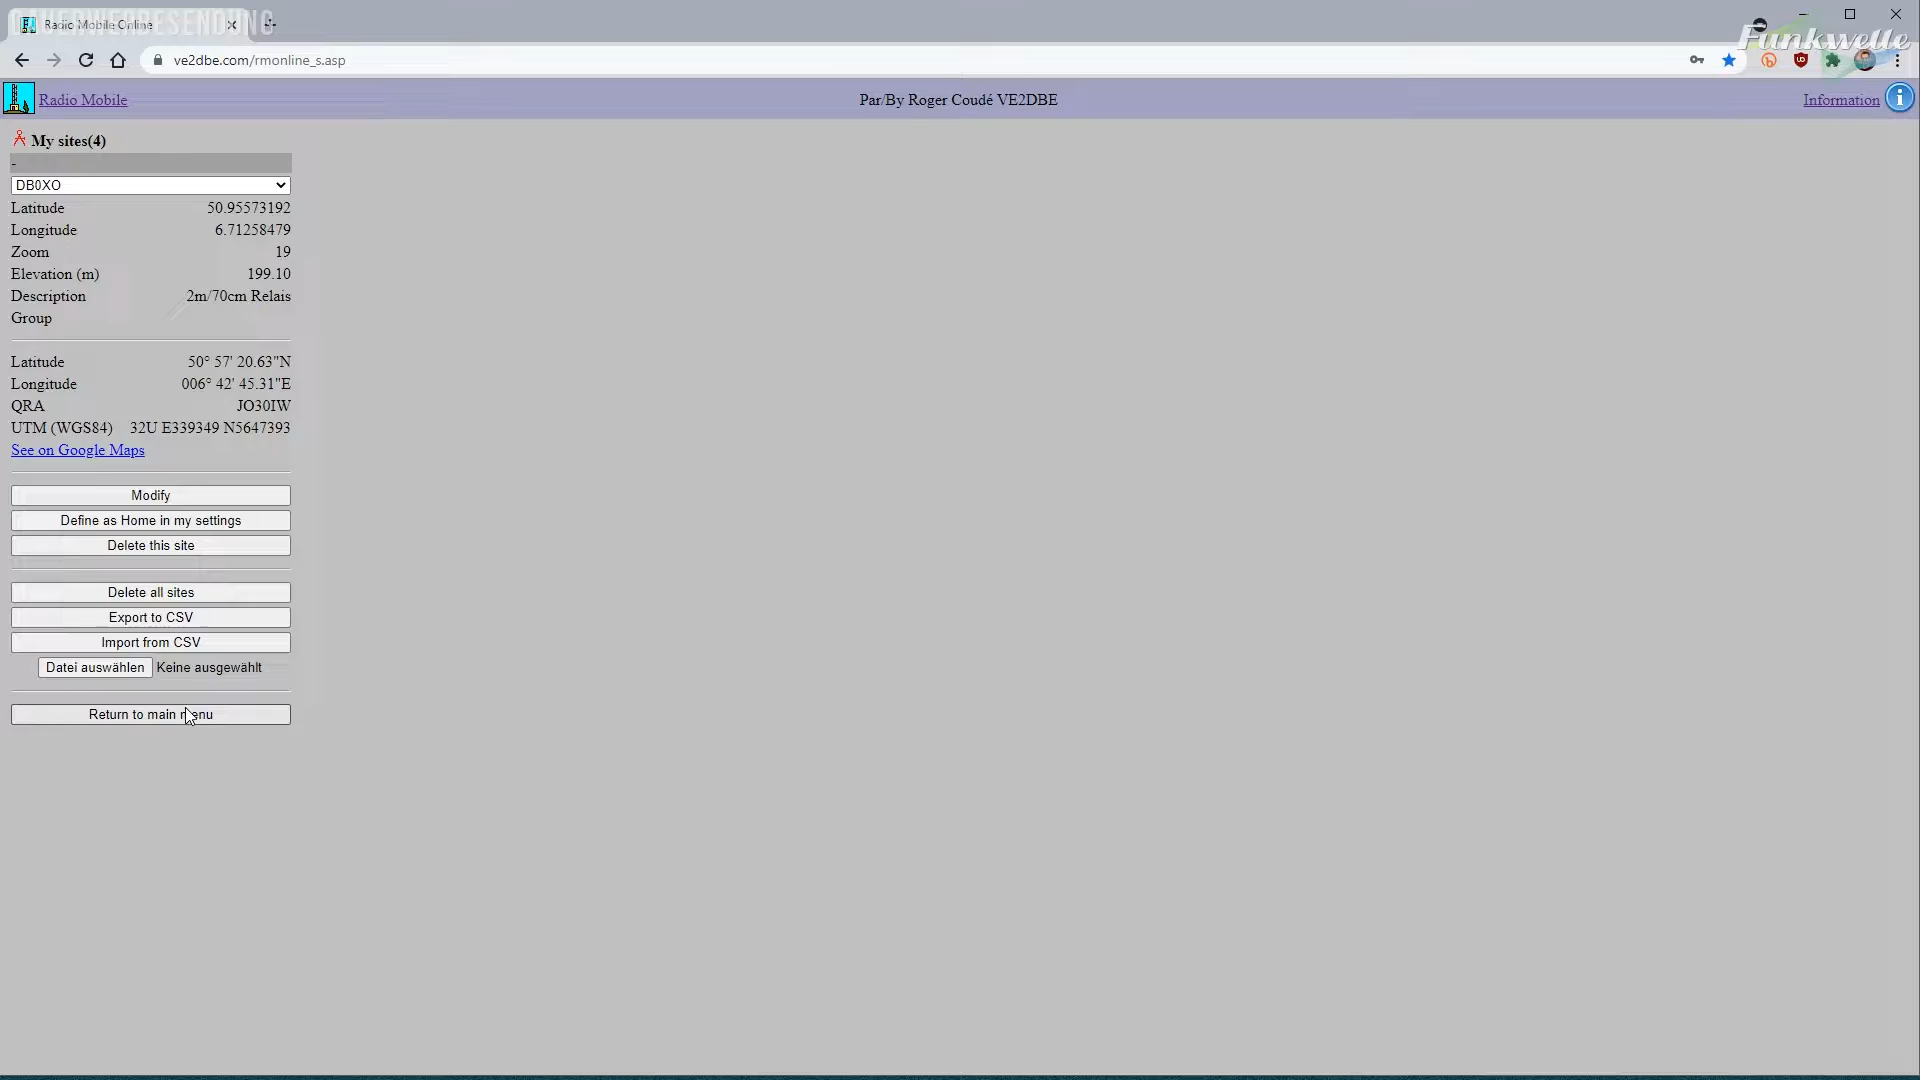 DAUERWERBESENDUNG
Radio Mobile Online
Funkwelle
ve2dbe.com/rmonline_s.asp
Radio Mobile
Par/By Roger Coudé VE2DBE
Information
My sites(4)
-
DB0XO
Latitude 50.95573192
Longitude 6.71258479
Zoom 19
Elevation (m) 199.10
Description 2m/70cm Relais
Group
Latitude 50° 57' 20.63"N
Longitude 006° 42' 45.31"E
QRA JO30IW
UTM (WGS84) 32U E339349 N5647393
See on Google Maps
Modify
Define as Home in my settings
Delete this site
Delete all sites
Export to CSV
Import from CSV
Datei auswählen Keine ausgewählt
Return to main menu